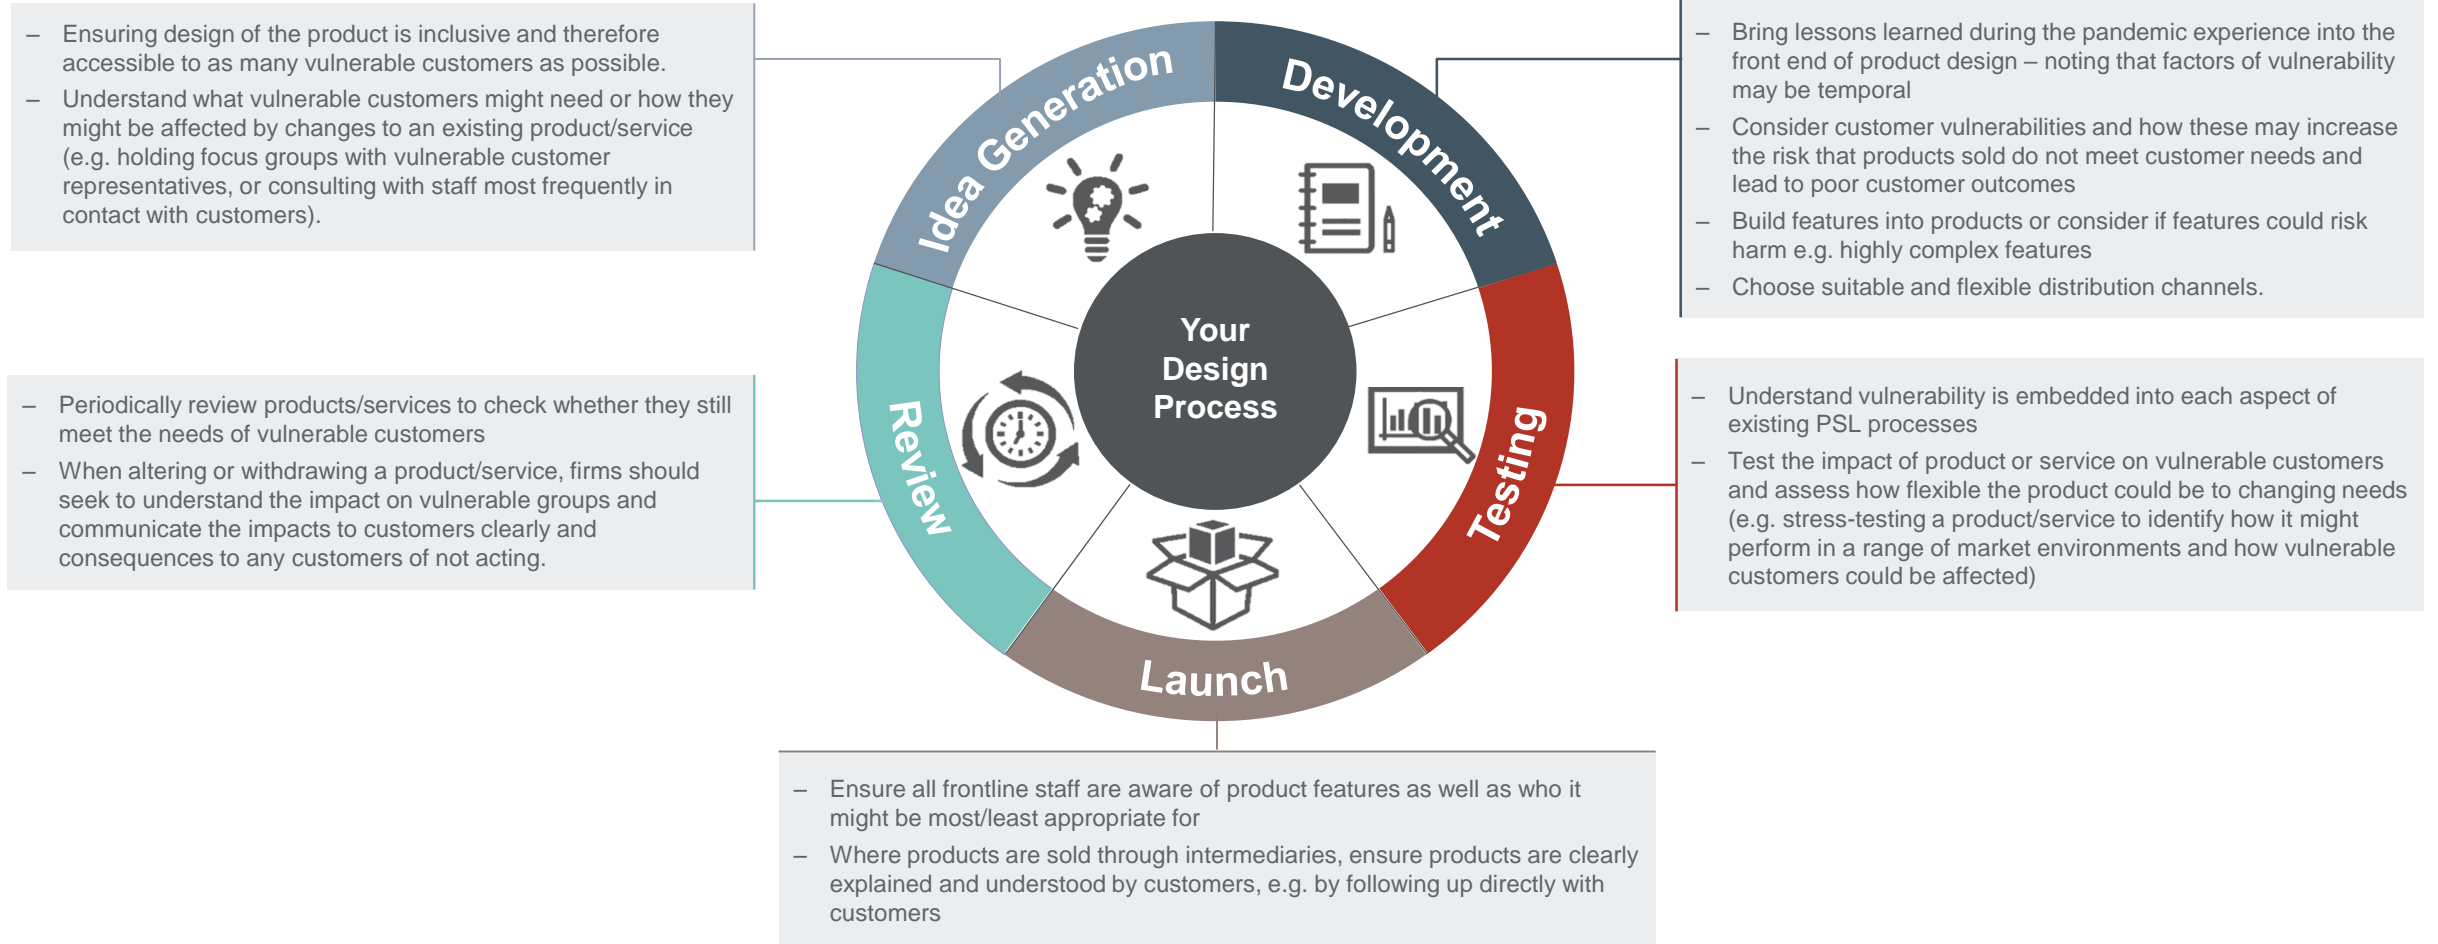 – Ensuring design of the product is inclusive and therefore
accessible to as many vulnerable customers as possible.
– Understand what vulnerable customers might need or how they
might be affected by changes to an existing product/service
(e.g. holding focus groups with vulnerable customer
representatives, or consulting with staff most frequently in
contact with customers).
Idea Generation
Development
– Bring lessons learned during the pandemic experience into the
front end of product design – noting that factors of vulnerability
may be temporal
– Consider customer vulnerabilities and how these may increase
the risk that products sold do not meet customer needs and
lead to poor customer outcomes
– Build features into products or consider if features could risk
harm e.g. highly complex features
– Choose suitable and flexible distribution channels.
Your
Design
Process
– Periodically review products/services to check whether they still
meet the needs of vulnerable customers
– When altering or withdrawing a product/service, firms should
seek to understand the impact on vulnerable groups and
communicate the impacts to customers clearly and
consequences to any customers of not acting.
Review
Testing
– Understand vulnerability is embedded into each aspect of
existing PSL processes
– Test the impact of product or service on vulnerable customers
and assess how flexible the product could be to changing needs
(e.g. stress-testing a product/service to identify how it might
perform in a range of market environments and how vulnerable
customers could be affected)
Launch
– Ensure all frontline staff are aware of product features as well as who it
might be most/least appropriate for
– Where products are sold through intermediaries, ensure products are clearly
explained and understood by customers, e.g. by following up directly with
customers